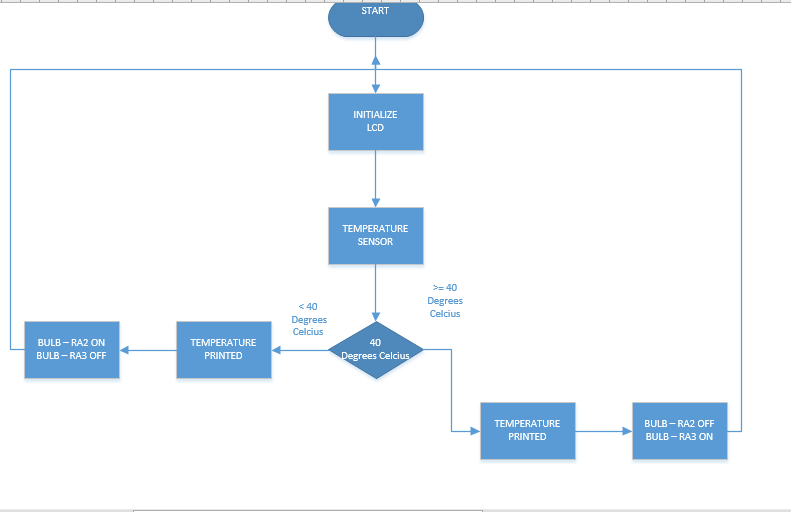 START
INITIALIZE
LCD
TEMPERATURE
SENSOR
>= 40
Degrees
Celcius
< 40
Degrees
Celcius
40
Degrees Celcius
BULB – RA2 ON
BULB – RA3 OFF
TEMPERATURE
PRINTED
TEMPERATURE
PRINTED
BULB – RA2 OFF
BULB – RA3 ON